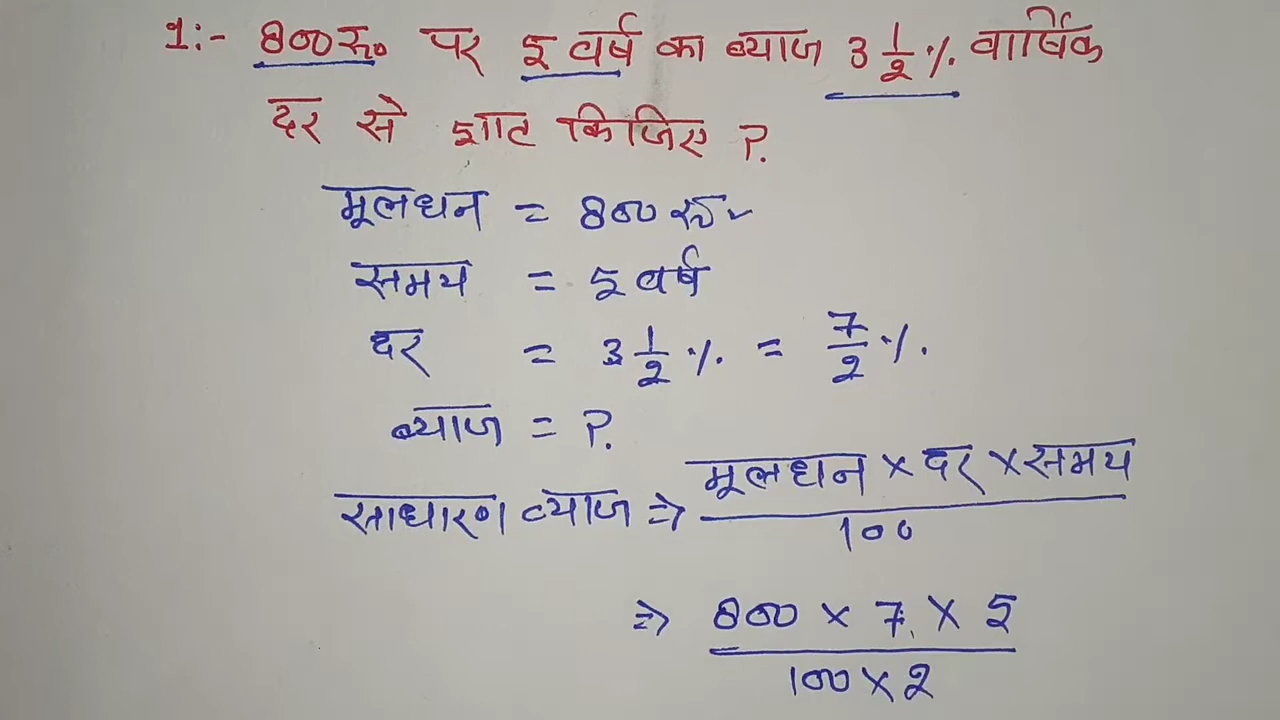 1:- 800 रु० पर 5 वर्ष का ब्याज 3 1/2 % वार्षिक
दर से ज्ञात किजिए ?.
मूलधन = 800 रु०
समय = 5 वर्ष
दर = 3 1/2 % = 7/2 %.
ब्याज = ?.
साधारण ब्याज ⇒ मूलधन × दर × समय / 100
⇒ 800 × 7 × 5 / 100 × 2